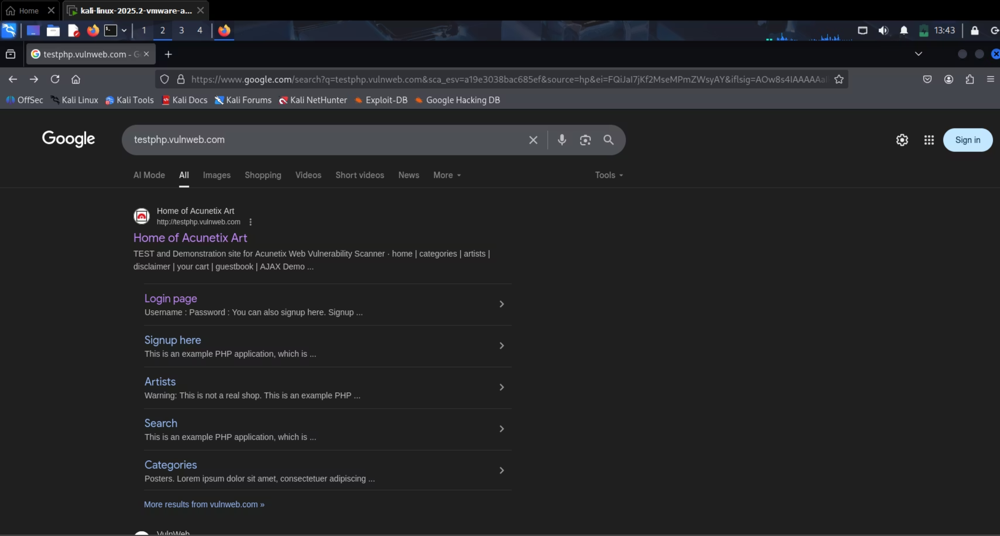 Home
kali-linux-2025.2-vmware-a...
1 2 3 4
13:43
testphp.vulnweb.com - G
https://www.google.com/search?q=testphp.vulnweb.com&sca_esv=a19e3038bac685ef&source=hp&ei=FQiJaI7jKf2MseMPmZWsyAY&iflsig=AOw8s4IAAAAAaI
OffSec Kali Linux Kali Tools Kali Docs Kali Forums Kali NetHunter Exploit-DB Google Hacking DB
Google
testphp.vulnweb.com
Sign in
AI Mode All Images Shopping Videos Short videos News More Tools
Home of Acunetix Art
http://testphp.vulnweb.com
Home of Acunetix Art
TEST and Demonstration site for Acunetix Web Vulnerability Scanner · home | categories | artists |
disclaimer | your cart | guestbook | AJAX Demo ...
Login page
Username : Password : You can also signup here. Signup ...
Signup here
This is an example PHP application, which is ...
Artists
Warning: This is not a real shop. This is an example PHP ...
Search
This is an example PHP application, which is ...
Categories
Posters. Lorem ipsum dolor sit amet, consectetuer adipiscing ...
More results from vulnweb.com »
VulnWeb